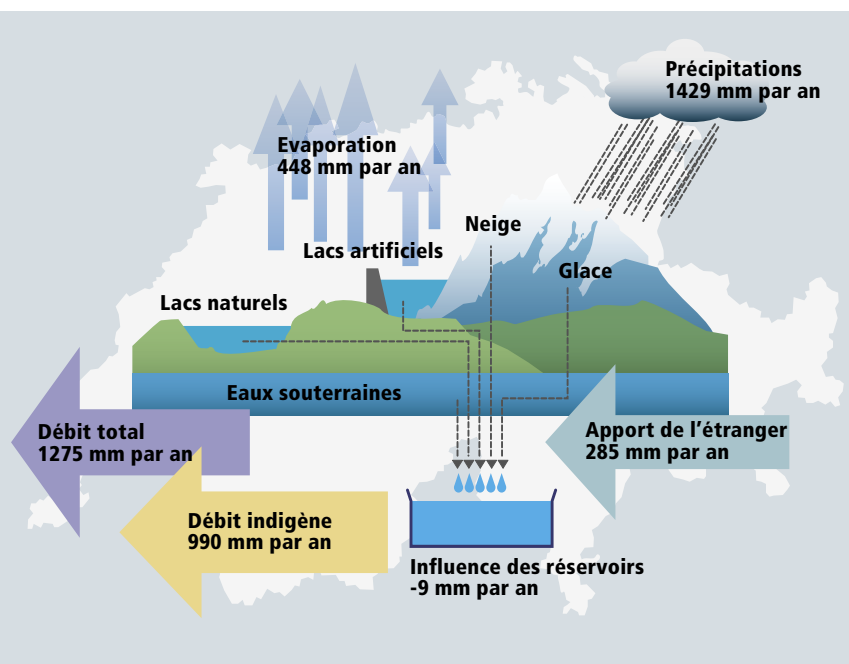 Précipitations
1429 mm par an
Evaporation
448 mm par an
Neige
Lacs artificiels
Glace
Lacs naturels
Eaux souterraines
Débit total
1275 mm par an
Apport de l’étranger
285 mm par an
Débit indigène
990 mm par an
Influence des réservoirs
-9 mm par an